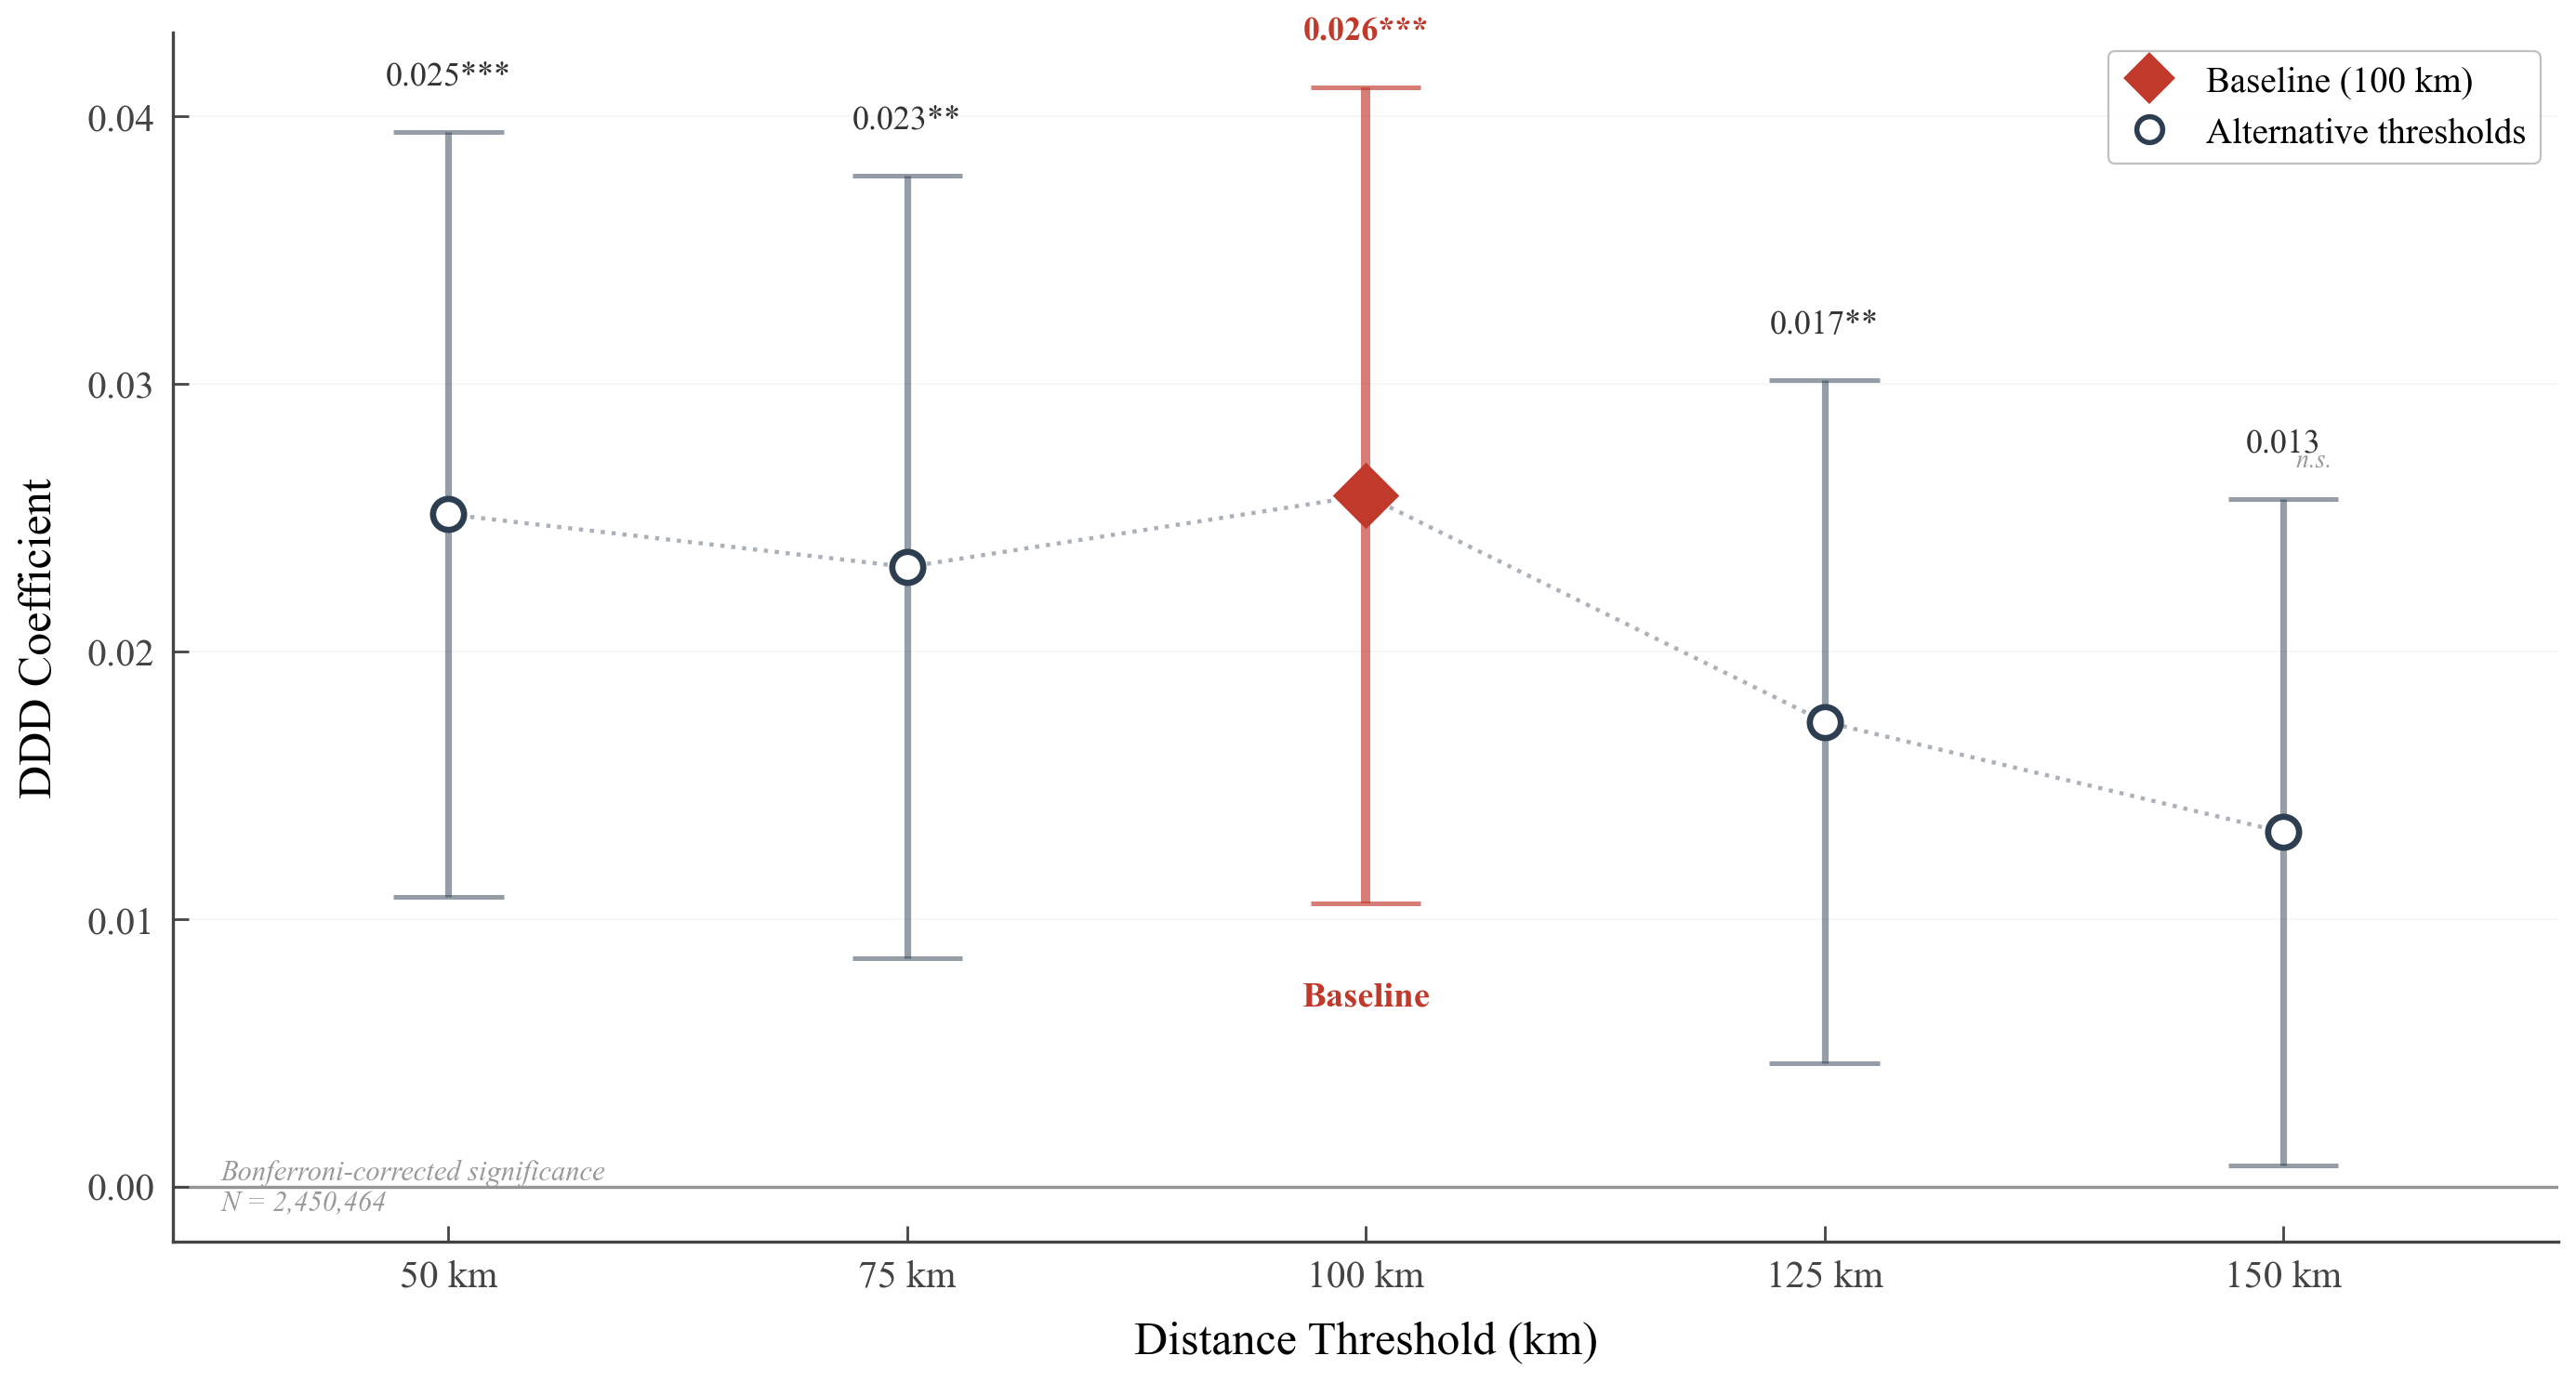 0.026***
0.025***
0.023**
0.017**
0.013
n.s.
Baseline (100 km)
Alternative thresholds
0.04
0.03
0.02
0.01
0.00
DDD Coefficient
Baseline
Bonferroni-corrected significance
N = 2,450,464
50 km
75 km
100 km
125 km
150 km
Distance Threshold (km)